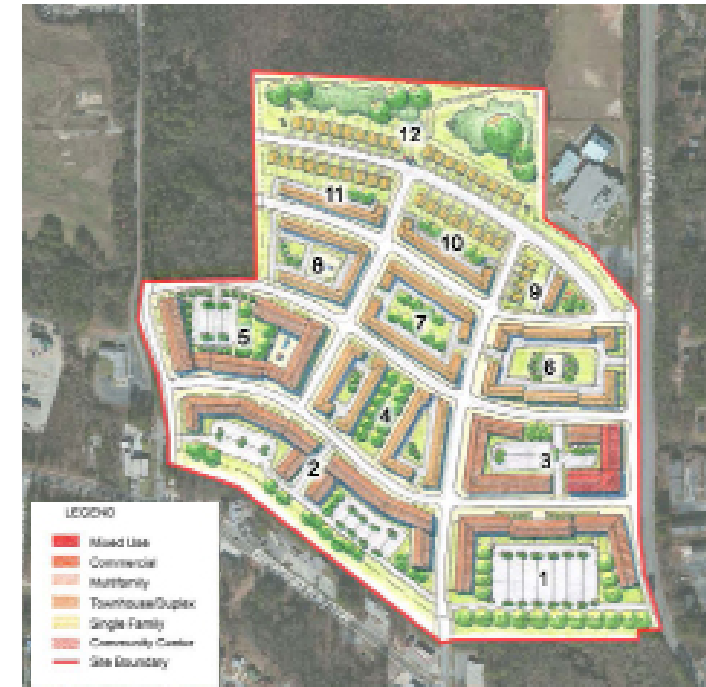 12
11
10
8
9
7
5
6
4
3
2
1
LEGEND
Mixed Use
Commercial
Multifamily
Townhouse/Duplex
Single Family
Community Center
Site Boundary